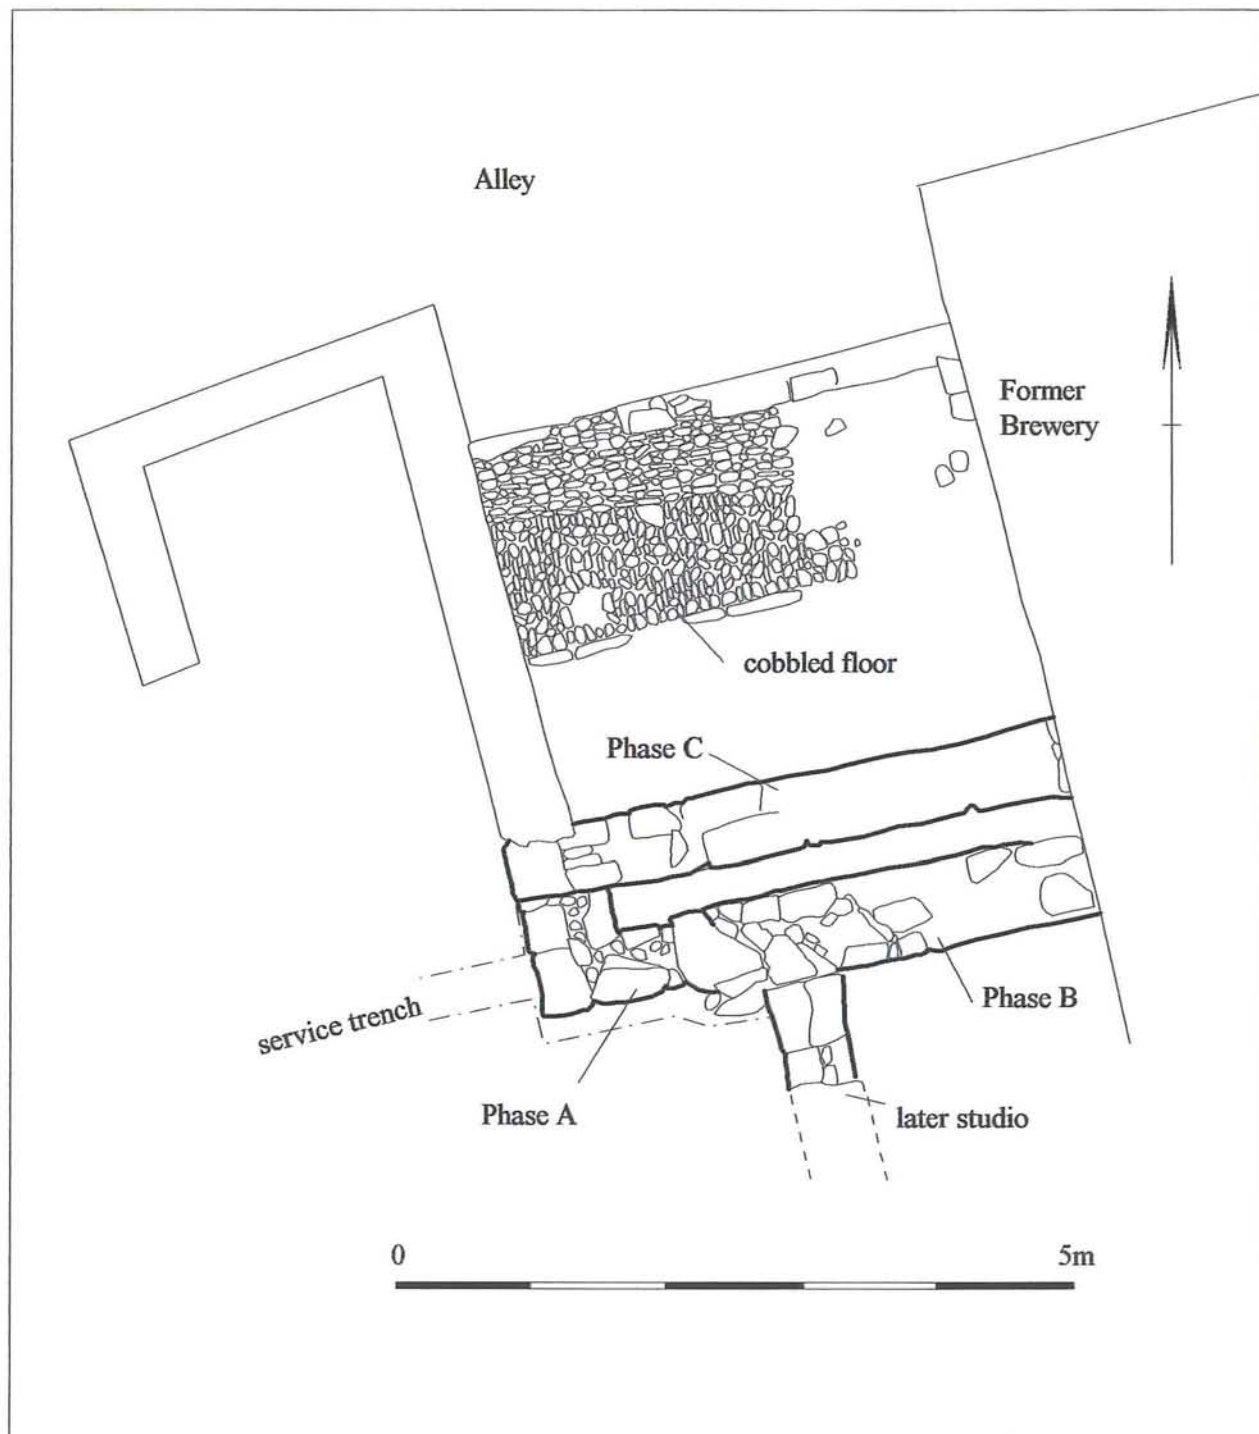 Alley
Former
Brewery
cobbled floor
Phase C
Phase B
service trench
Phase A
later studio
0 5m